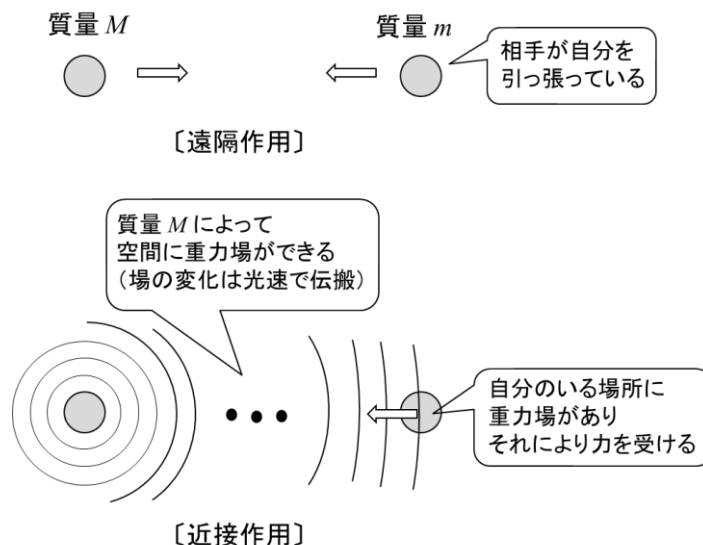 質量 M
質量 m
相手が自分を
引っ張っている
〔遠隔作用〕
質量 M によって
空間に重力場ができる
(場の変化は光速で伝搬)
自分のいる場所に
重力場があり
それにより力を受ける
〔近接作用〕